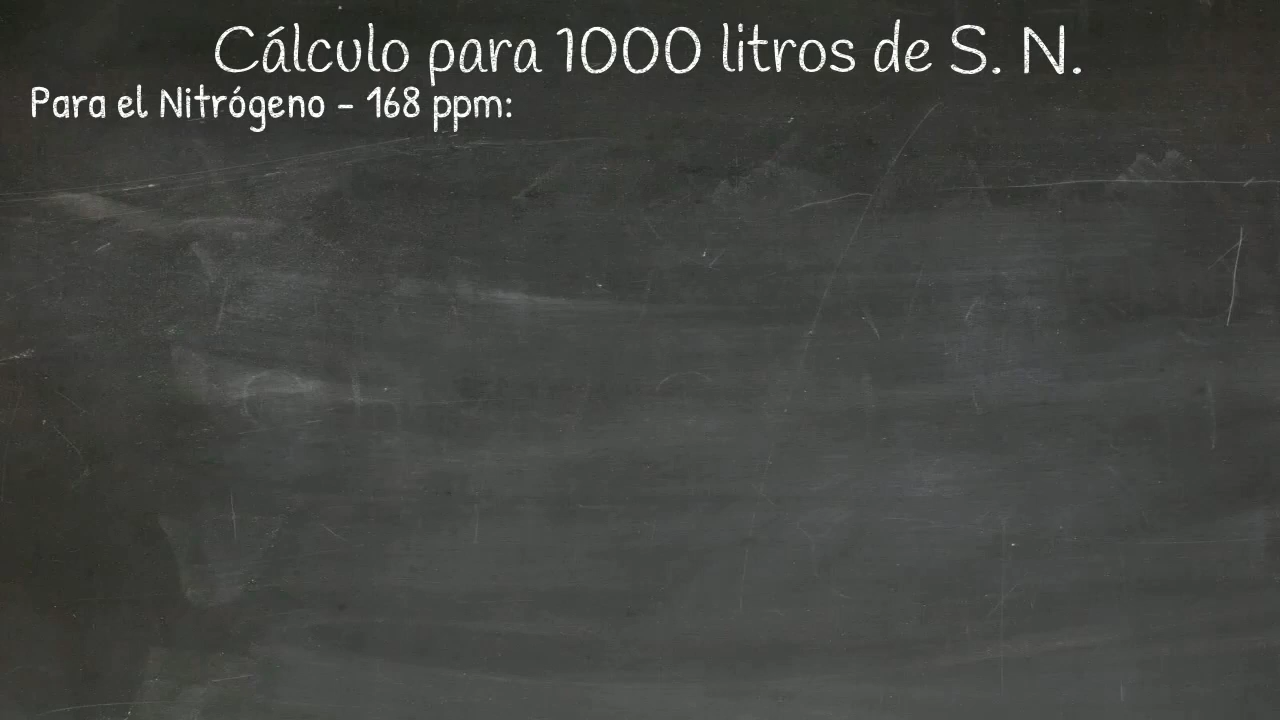 Cálculo para 1000 litros de S. N.
Para el Nitrógeno - 168 ppm: